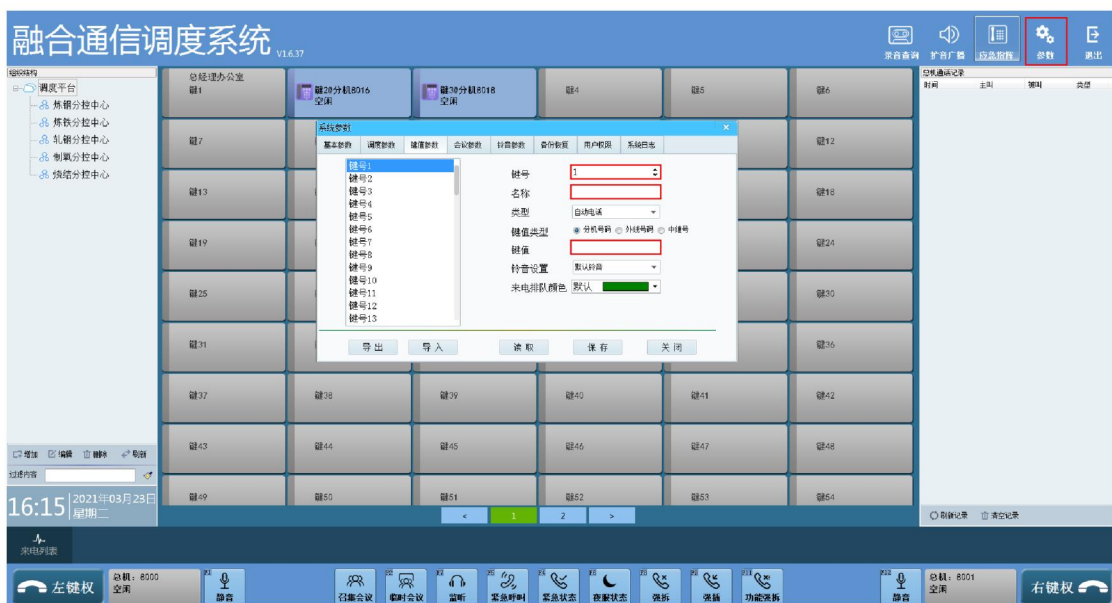 融合通信调度系统 V1.6.37
录音查询 扩音广播 应急指挥 参数 退出
组织结构
调度平台
炼钢分控中心
炼铁分控中心
轧钢分控中心
制氧分控中心
烧结分控中心
增加 编辑 删除 刷新
过滤内容
16:15 2021年03月23日
星期二
总经理办公室
键1
键20分机8016
空闲
键30分机8018
空闲
键4 键5 键6
键7 键12
键13 键18
键19 键24
键25 键30
键31 键36
键37 键38 键39 键40 键41 键42
键43 键44 键45 键46 键47 键48
键49 键50 键51 键52 键53 键54
< 1 2 >
系统参数 ×
基本参数 调度参数 键值参数 会议参数 铃音参数 备份恢复 用户权限 系统日志
键号1
键号2
键号3
键号4
键号5
键号6
键号7
键号8
键号9
键号10
键号11
键号12
键号13
键号 1
名称
类型 自动电话
键值类型 分机号码 外线号码 中继号
键值
铃音设置 默认铃音
来电排队颜色 默认
导出 导入 读取 保存 关闭
总机通话记录
时间 主叫 被叫 类型
刷新记录 清空记录
来电列表
左键权
总机：8000
空闲
F1 静音
召集会议
临时会议
监听
紧急呼叫
紧急状态
夜服状态
强拆
强插
功能强拆
F12 静音
总机：8001
空闲
右键权